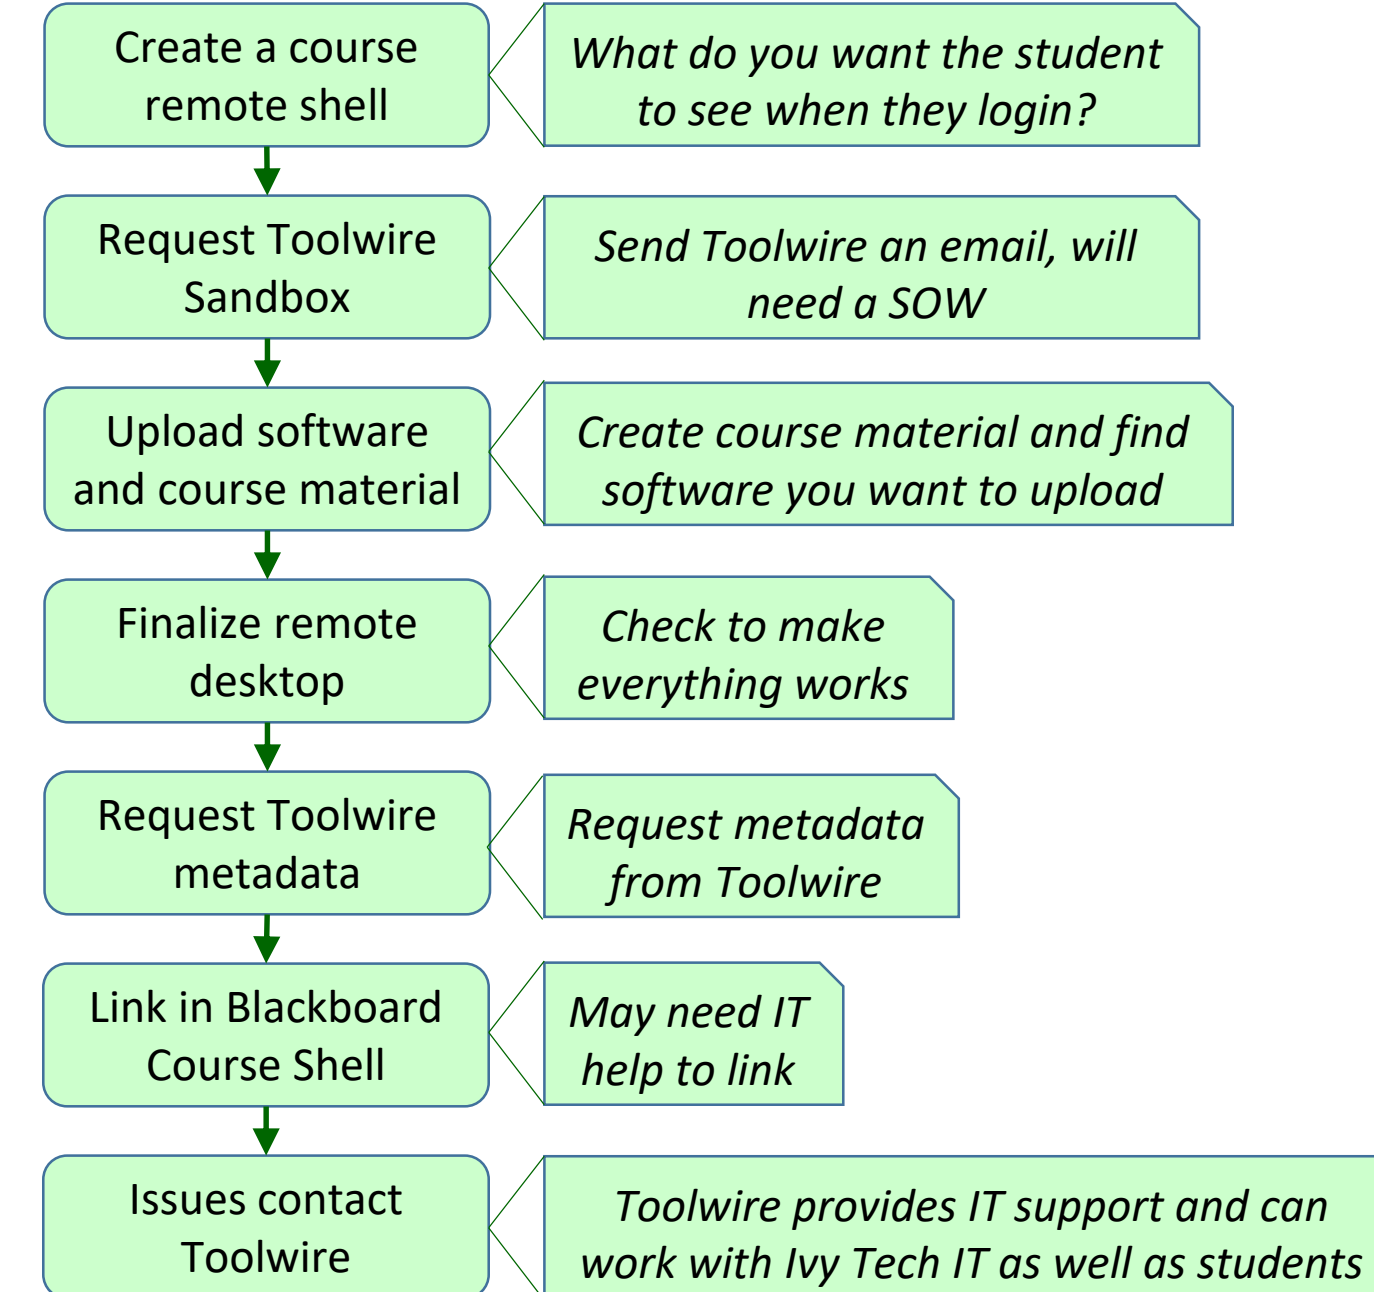 Create a course
remote shell
What do you want the student
to see when they login?
Request Toolwire
Sandbox
Send Toolwire an email, will
need a SOW
Upload software
and course material
Create course material and find
software you want to upload
Finalize remote
desktop
Check to make
everything works
Request Toolwire
metadata
Request metadata
from Toolwire
Link in Blackboard
Course Shell
May need IT
help to link
Issues contact
Toolwire
Toolwire provides IT support and can
work with Ivy Tech IT as well as students